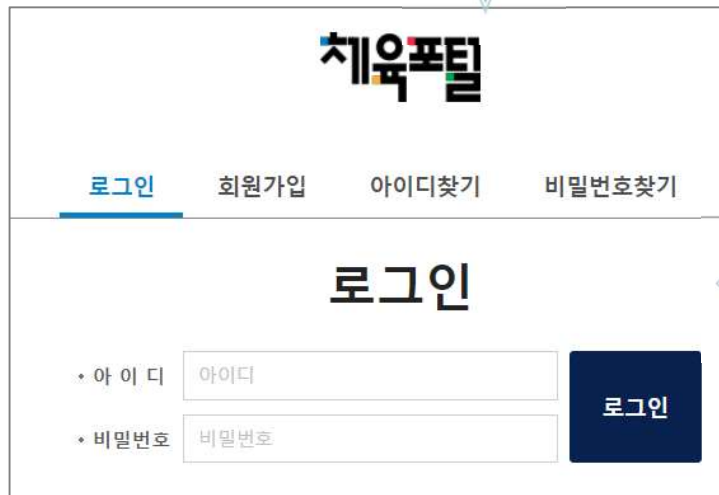 체육포털
로그인 회원가입 아이디찾기 비밀번호찾기
로그인
• 아 이 디 아이디
로그인
• 비밀번호 비밀번호